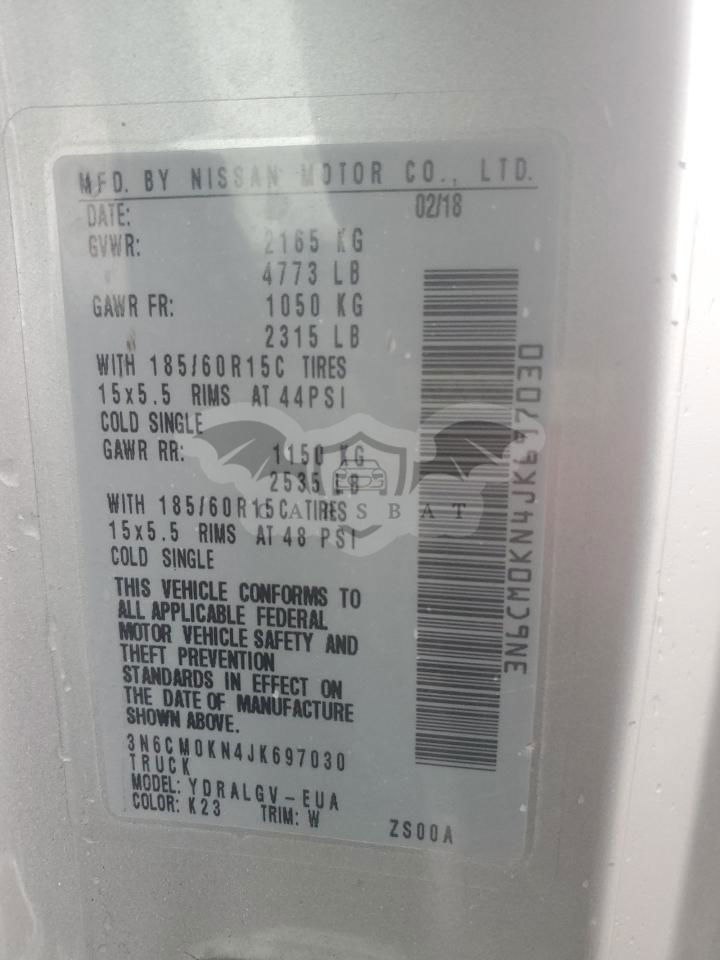 MFD. BY NISSAN MOTOR CO., LTD.
DATE: 02/18
GVWR: 2165 KG
4773 LB
GAWR FR: 1050 KG
2315 LB
WITH 185/60R15C TIRES
15x5.5 RIMS AT 44PSI
COLD SINGLE
GAWR RR: 1150 KG
2535 LB
WITH 185/60R15C TIRES
15x5.5 RIMS AT 48 PSI
COLD SINGLE
THIS VEHICLE CONFORMS TO
ALL APPLICABLE FEDERAL
MOTOR VEHICLE SAFETY AND
THEFT PREVENTION
STANDARDS IN EFFECT ON
THE DATE OF MANUFACTURE
SHOWN ABOVE.
3N6CM0KN4JK697030
TRUCK
MODEL: YDRALGV-EUA
COLOR: K23 TRIM: W ZS00A
3N6CM0KN4JK697030
CARSBAT